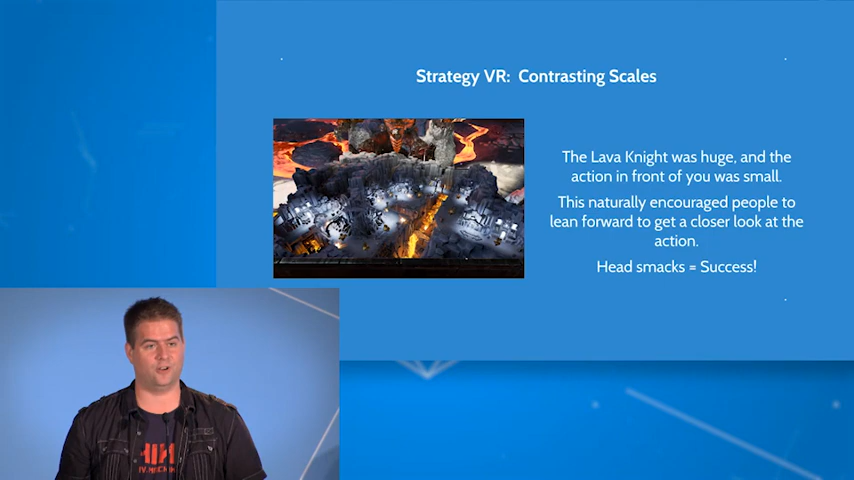 Strategy VR: Contrasting Scales
The Lava Knight was huge, and the
action in front of you was small.
This naturally encouraged people to
lean forward to get a closer look at the
action.
Head smacks = Success!